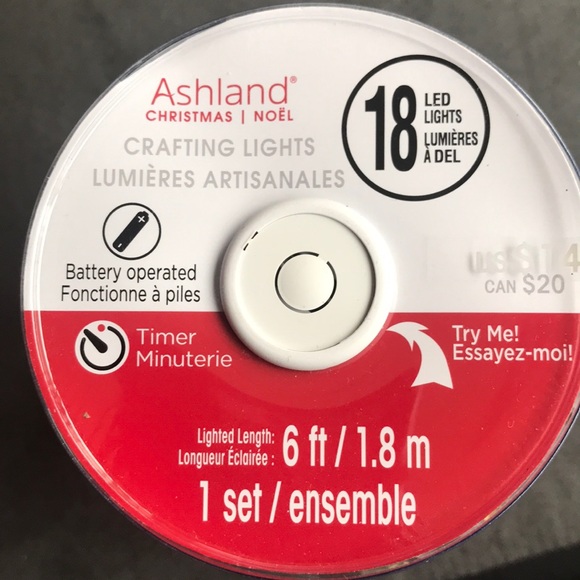 Ashland®
CHRISTMAS | NOËL
18 LED LIGHTS
LUMIÈRES À DEL
CRAFTING LIGHTS
LUMIÈRES ARTISANALES
Battery operated
Fonctionne à piles
CAN $20
Timer
Minuterie
Try Me!
Essayez-moi!
Lighted Length:
Longueur Éclairée :
6 ft / 1.8 m
1 set / ensemble